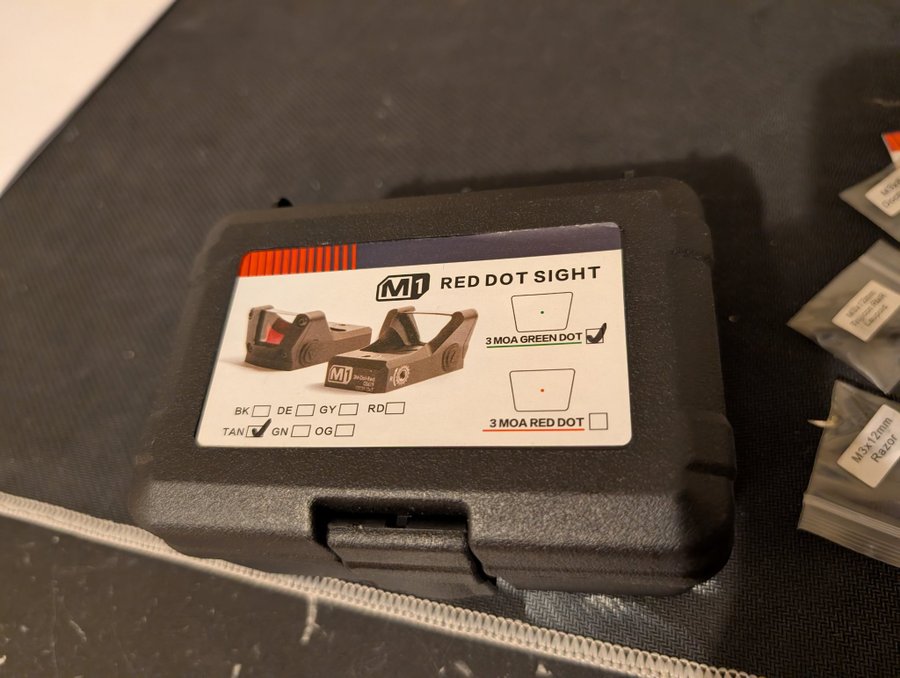 M1 RED DOT SIGHT
3 MOA GREEN DOT
M1
BK DE GY RD
TAN GN OG
3 MOA RED DOT
M3x12mm
Razor